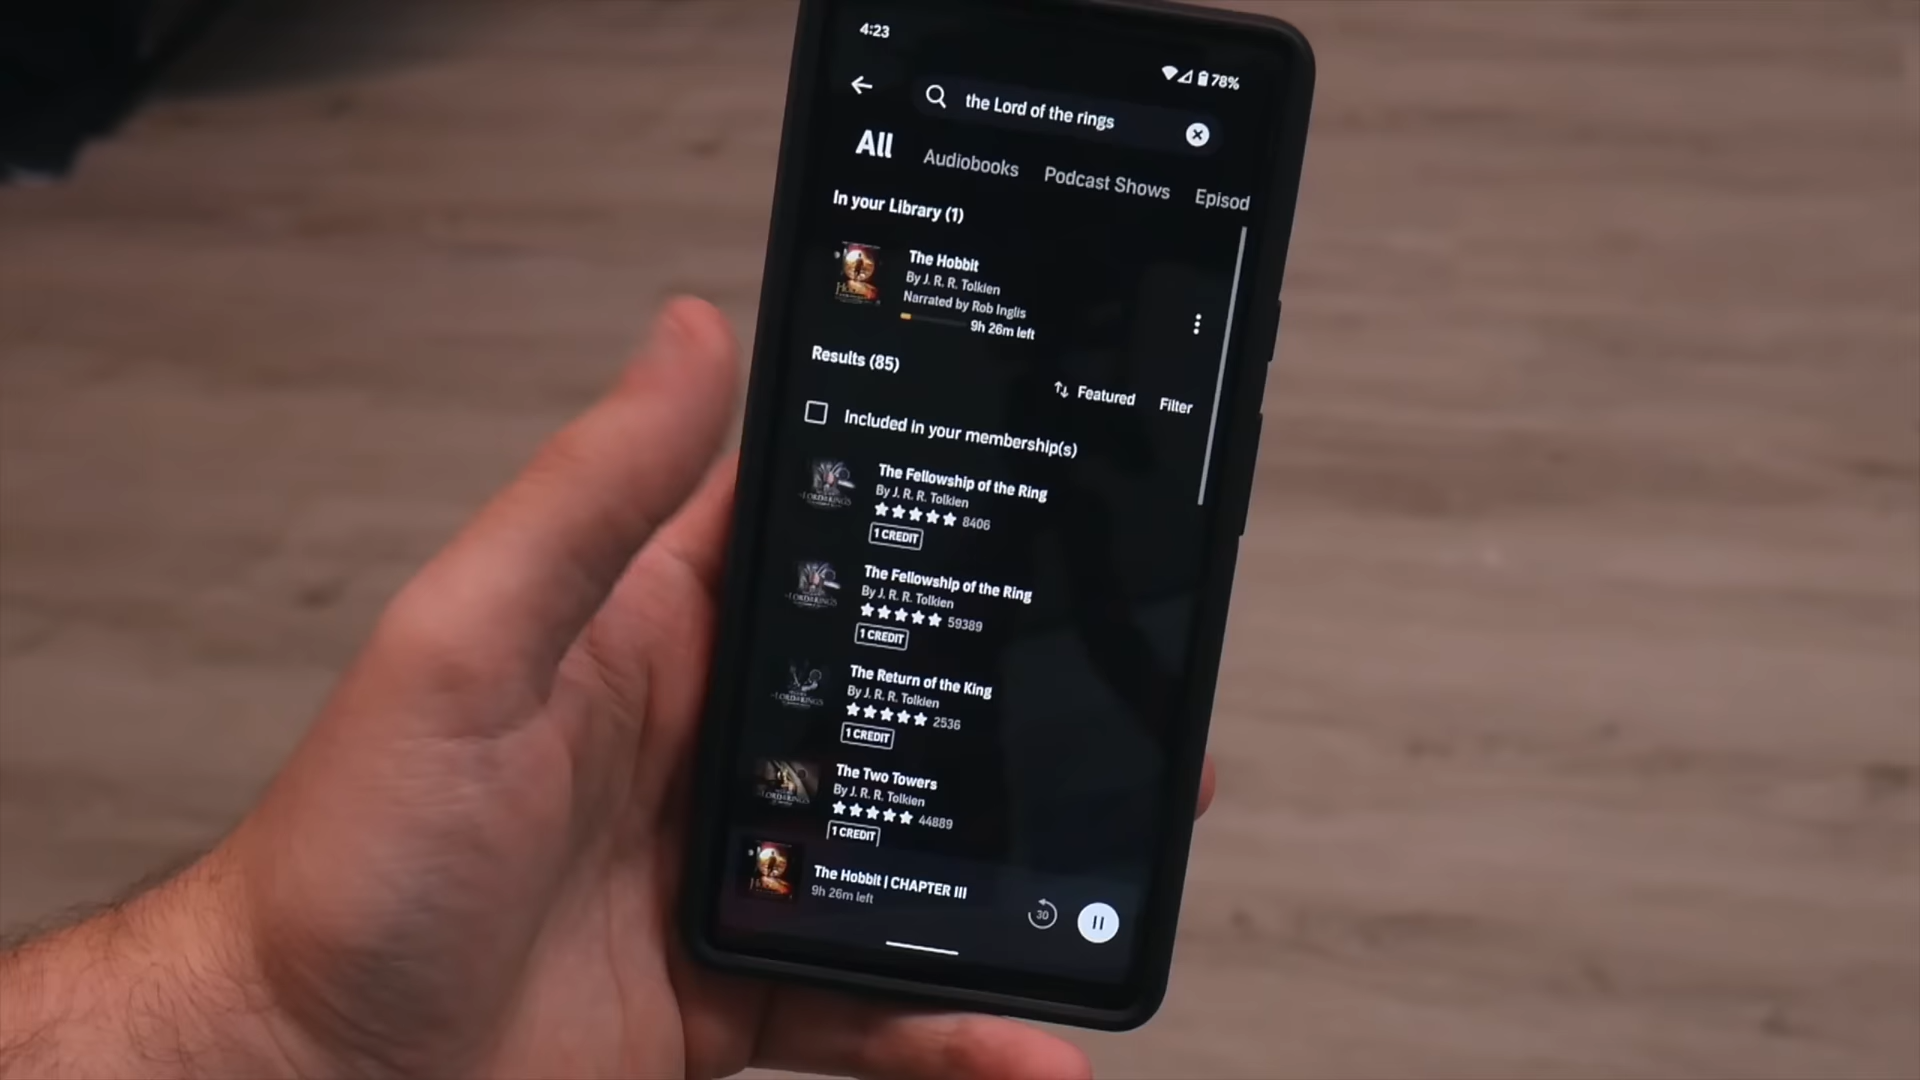 4:23
78%
the Lord of the rings
All Audiobooks Podcast Shows Episod
In your Library (1)
The Hobbit
By J. R. R. Tolkien
Narrated by Rob Inglis
9h 26m left
Results (85)
Featured Filter
Included in your membership(s)
The Fellowship of the Ring
By J. R. R. Tolkien
8406
1 CREDIT
The Fellowship of the Ring
By J. R. R. Tolkien
59389
1 CREDIT
The Return of the King
By J. R. R. Tolkien
2536
1 CREDIT
The Two Towers
By J. R. R. Tolkien
44889
1 CREDIT
The Hobbit | CHAPTER III
9h 26m left
30